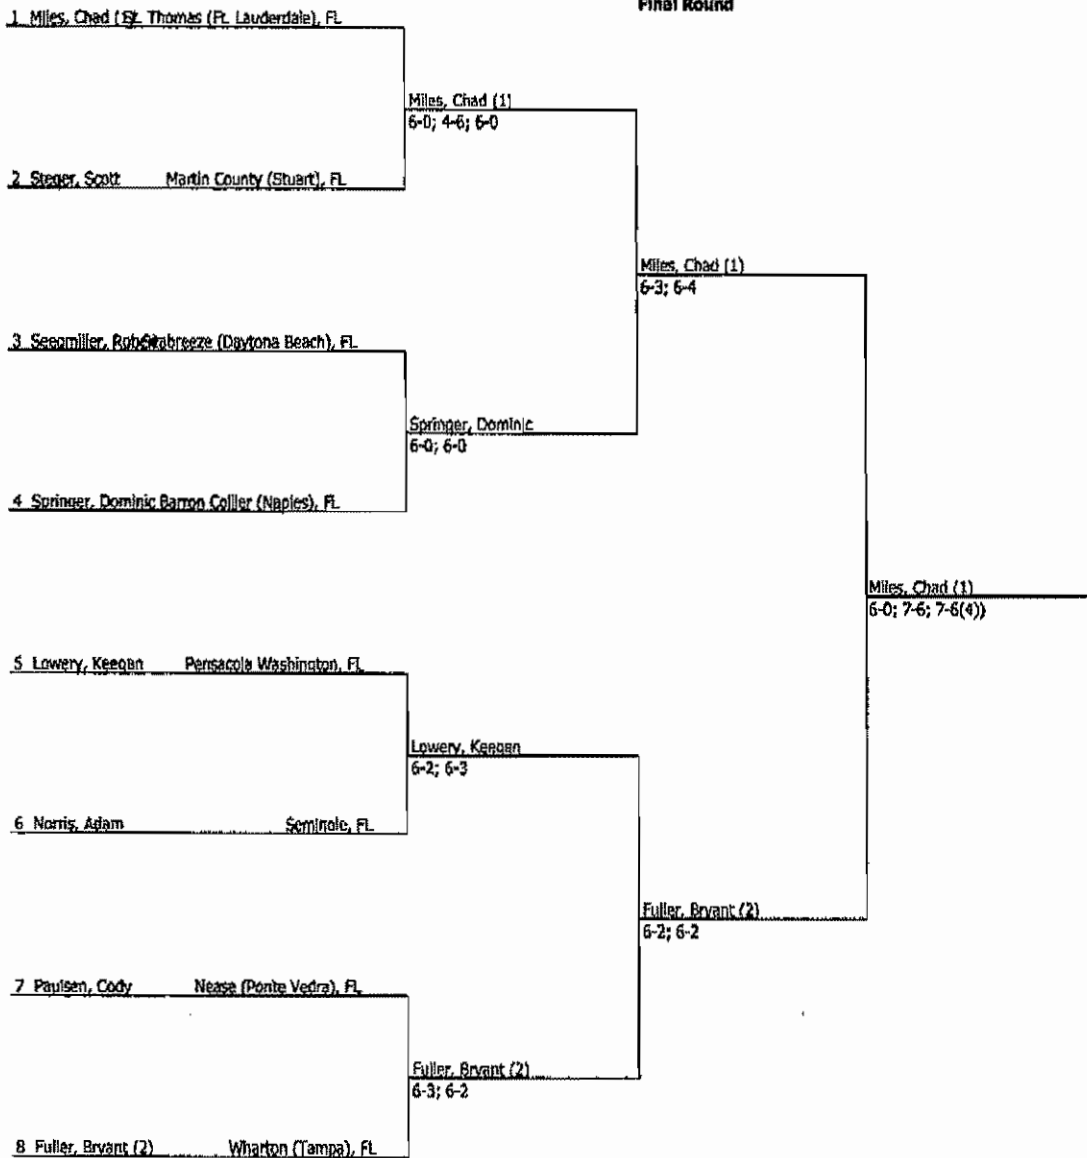 Final Round
1 Miles, Chad (1) St. Thomas (Ft. Lauderdale), FL
Miles, Chad (1)
6-0; 4-6; 6-0
2 Steger, Scott Martin County (Stuart), FL
Miles, Chad (1)
6-3; 6-4
3 Seegmiller, Rob Seabreeze (Daytona Beach), FL
Springer, Dominic
6-0; 6-0
4 Springer, Dominic Barron Collier (Naples), FL
Miles, Chad (1)
6-0; 7-6; 7-6(4))
5 Lowery, Keegan Pensacola Washington, FL
Lowery, Keegan
6-2; 6-3
6 Norris, Adam Seminole, FL
Fuller, Bryant (2)
6-2; 6-2
7 Paulsen, Cody Nease (Ponte Vedra), FL
Fuller, Bryant (2)
6-3; 6-2
8 Fuller, Bryant (2) Wharton (Tampa), FL